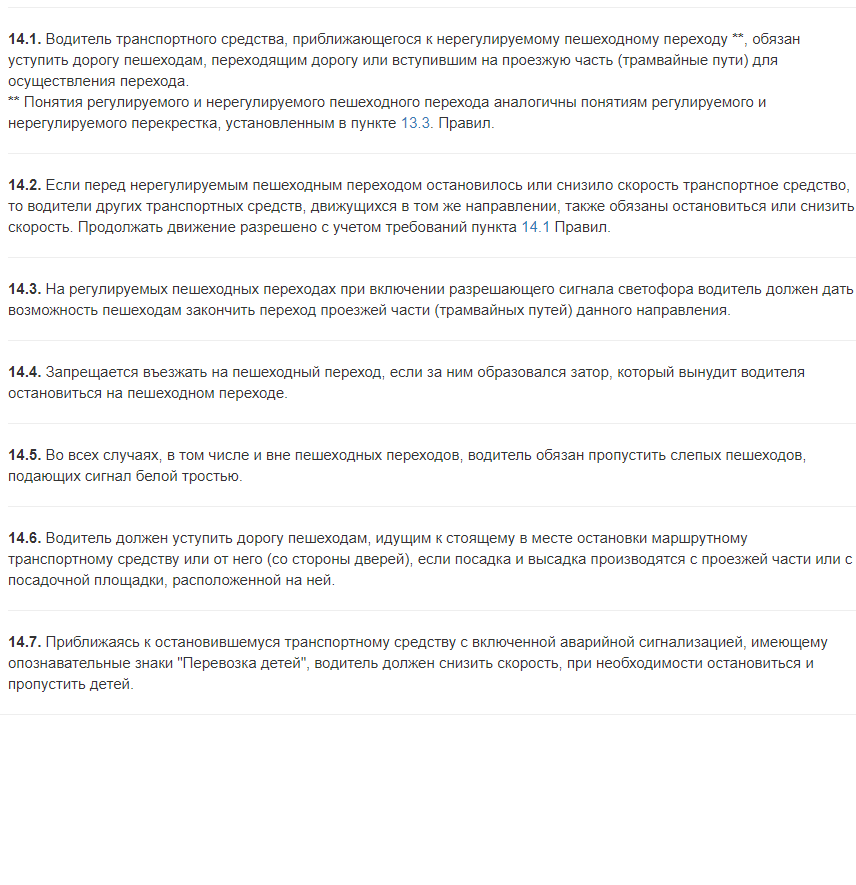 14.1. Водитель транспортного средства, приближающегося к нерегулируемому пешеходному переходу **, обязан
уступить дорогу пешеходам, переходящим дорогу или вступившим на проезжую часть (трамвайные пути) для
осуществления перехода.
** Понятия регулируемого и нерегулируемого пешеходного перехода аналогичны понятиям регулируемого и
нерегулируемого перекрестка, установленным в пункте 13.3. Правил.
14.2. Если перед нерегулируемым пешеходным переходом остановилось или снизило скорость транспортное средство,
то водители других транспортных средств, движущихся в том же направлении, также обязаны остановиться или снизить
скорость. Продолжать движение разрешено с учетом требований пункта 14.1 Правил.
14.3. На регулируемых пешеходных переходах при включении разрешающего сигнала светофора водитель должен дать
возможность пешеходам закончить переход проезжей части (трамвайных путей) данного направления.
14.4. Запрещается въезжать на пешеходный переход, если за ним образовался затор, который вынудит водителя
остановиться на пешеходном переходе.
14.5. Во всех случаях, в том числе и вне пешеходных переходов, водитель обязан пропустить слепых пешеходов,
подающих сигнал белой тростью.
14.6. Водитель должен уступить дорогу пешеходам, идущим к стоящему в месте остановки маршрутному
транспортному средству или от него (со стороны дверей), если посадка и высадка производятся с проезжей части или с
посадочной площадки, расположенной на ней.
14.7. Приближаясь к остановившемуся транспортному средству с включенной аварийной сигнализацией, имеющему
опознавательные знаки "Перевозка детей", водитель должен снизить скорость, при необходимости остановиться и
пропустить детей.